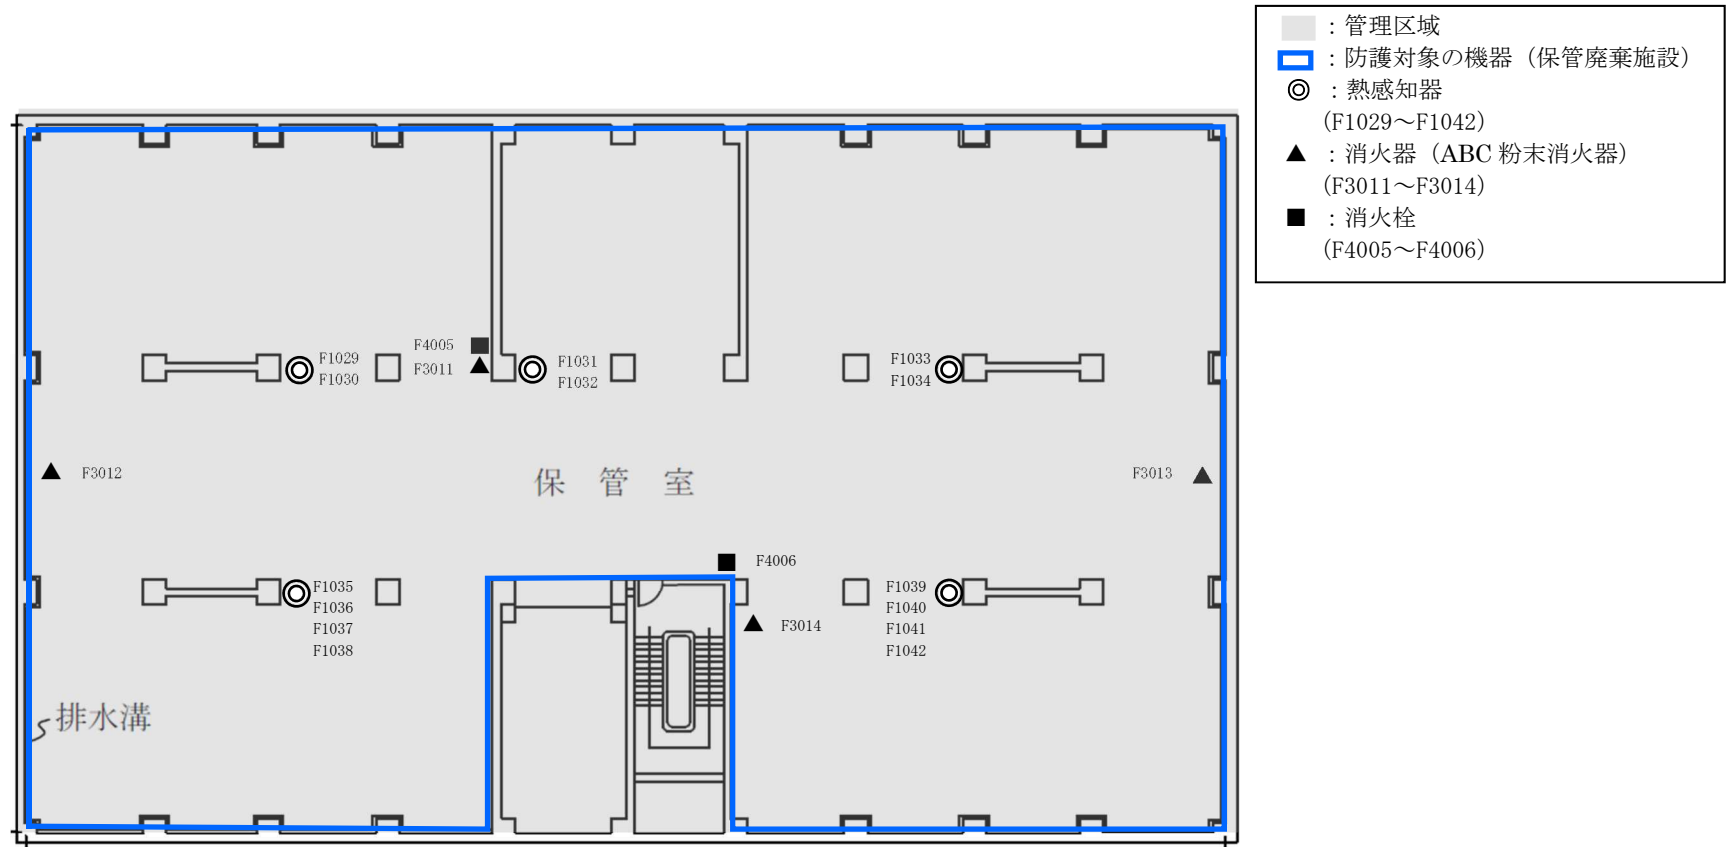 ：管理区域
：防護対象の機器（保管廃棄施設）
：熱感知器
(F1029～F1042)
：消火器（ABC 粉末消火器）
(F3011～F3014)
：消火栓
(F4005～F4006)
F1029
F1030
F4005
F3011
F1031
F1032
F1033
F1034
F3012
保 管 室
F3013
F4006
F1035
F1036
F1037
F1038
F3014
F1039
F1040
F1041
F1042
排水溝